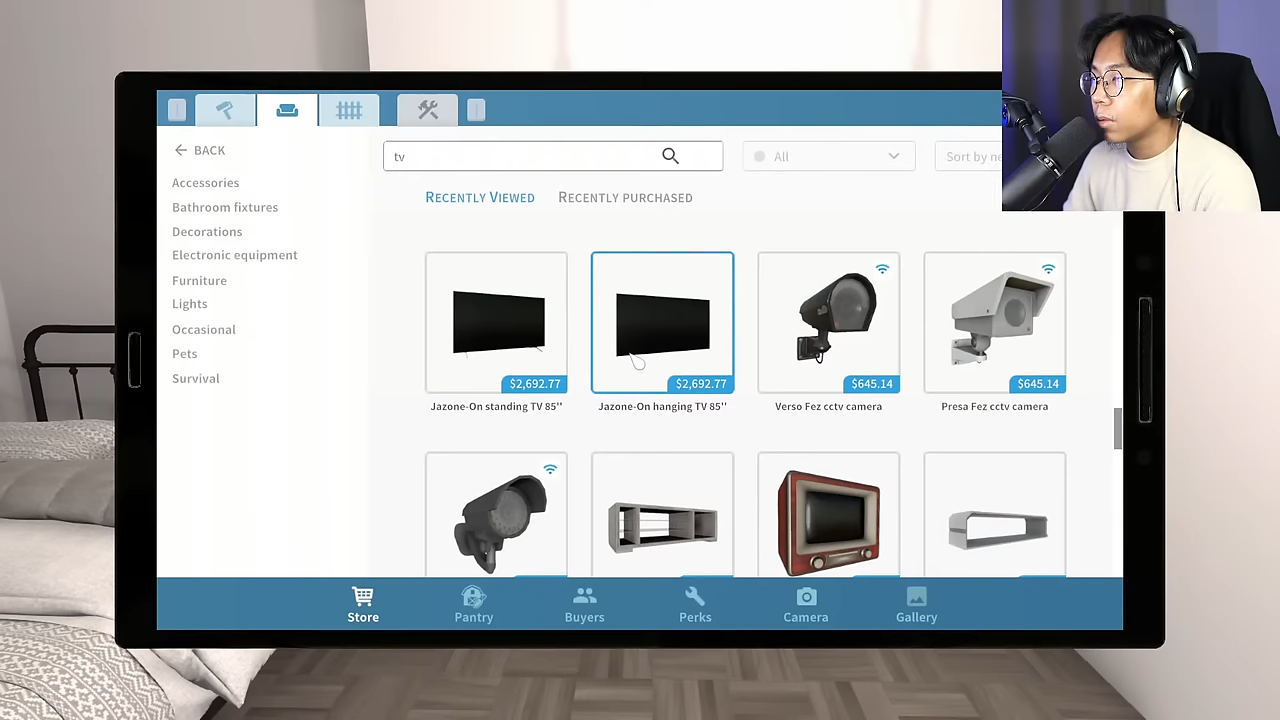 BACK
Accessories
Bathroom fixtures
Decorations
Electronic equipment
Furniture
Lights
Occasional
Pets
Survival
tv
All
Sort by ne
RECENTLY VIEWED
RECENTLY PURCHASED
$2,692.77
$2,692.77
$645.14
$645.14
Jazone-On standing TV 85''
Jazone-On hanging TV 85''
Verso Fez cctv camera
Presa Fez cctv camera
Store
Pantry
Buyers
Perks
Camera
Gallery